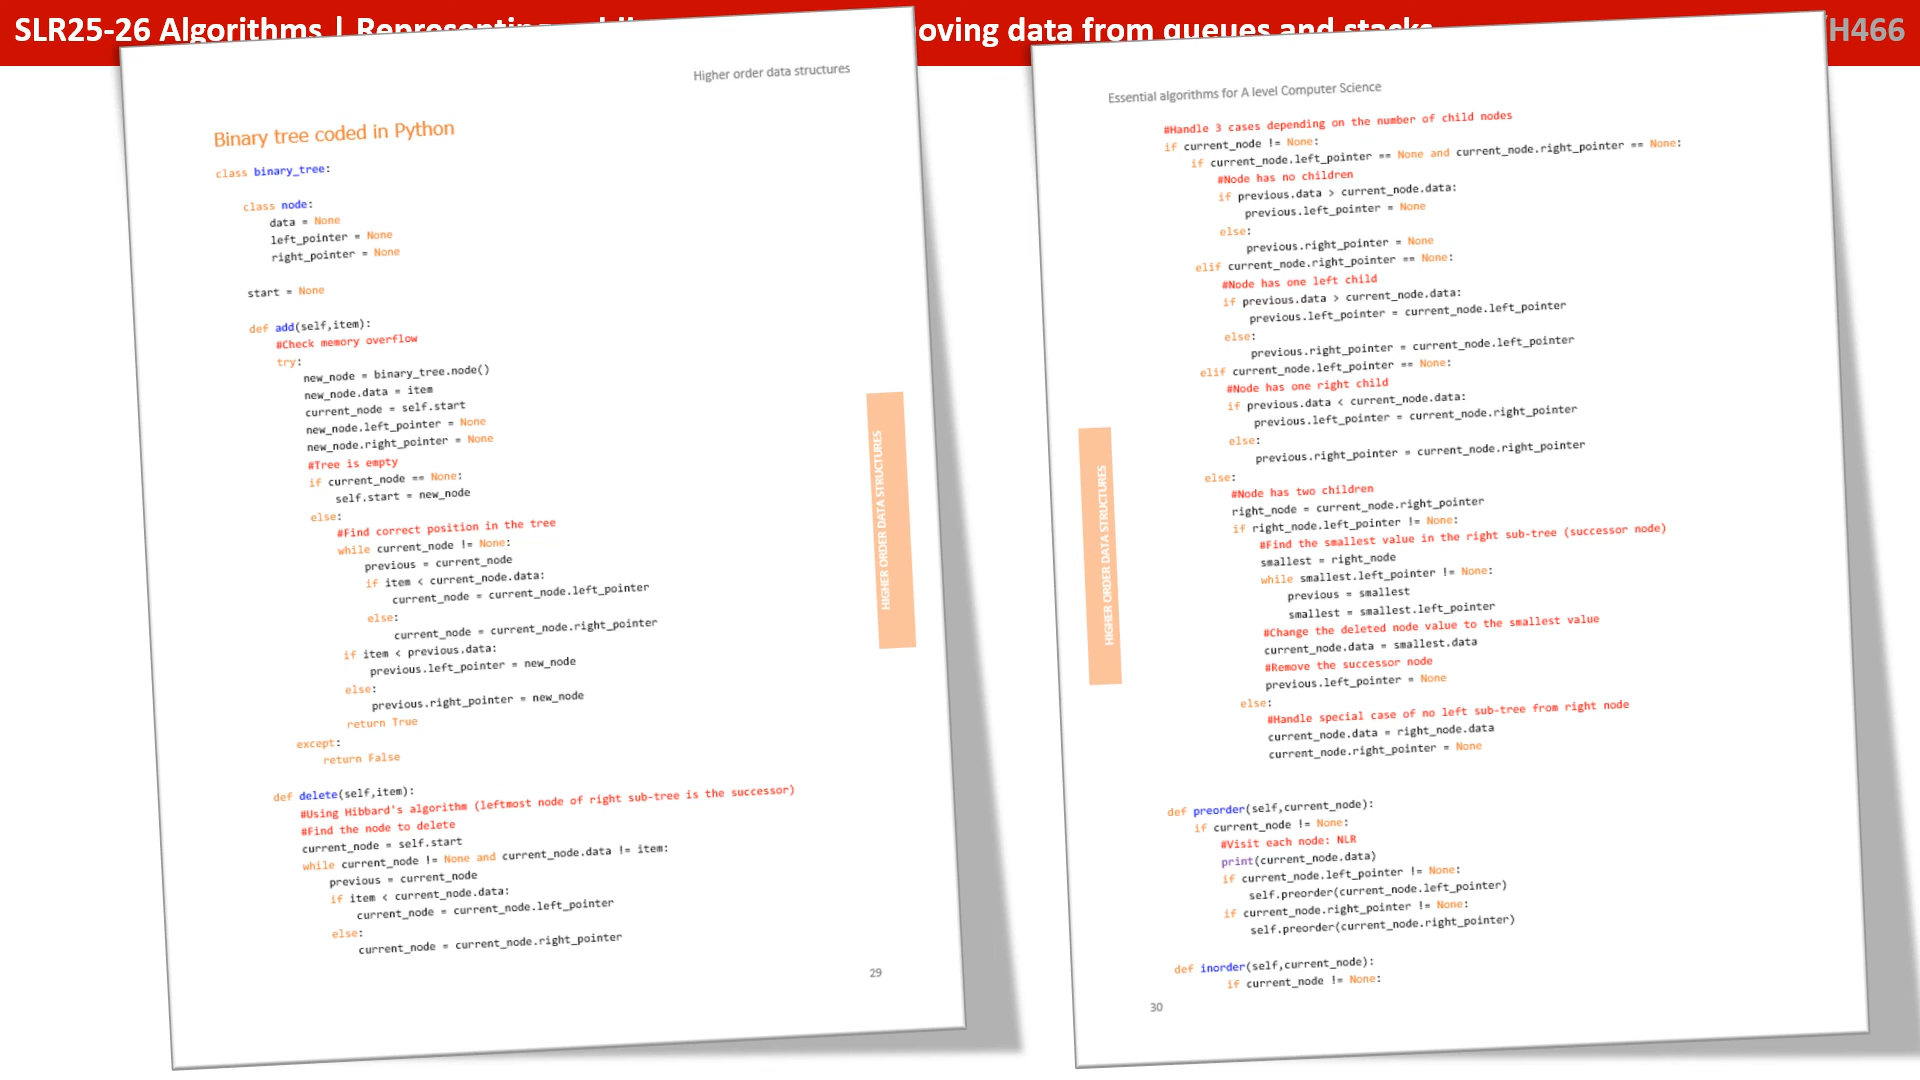 SLR25-26 Algorithms | Representing
oving data from queues and stacks
H466
Higher order data structures
Binary tree coded in Python
class binary_tree:
class node:
data = None
left_pointer = None
right_pointer = None
start = None
def add(self,item):
#Check memory overflow
try:
new_node = binary_tree.node()
new_node.data = item
current_node = self.start
new_node.left_pointer = None
new_node.right_pointer = None
#Tree is empty
if current_node == None:
self.start = new_node
else:
#Find correct position in the tree
while current_node != None:
previous = current_node
if item < current_node.data:
current_node = current_node.left_pointer
else:
current_node = current_node.right_pointer
if item < previous.data:
previous.left_pointer = new_node
else:
previous.right_pointer = new_node
return True
except:
return False
def delete(self,item):
#Using Hibbard's algorithm (leftmost node of right sub-tree is the successor)
#Find the node to delete
current_node = self.start
while current_node != None and current_node.data != item:
previous = current_node
if item < current_node.data:
current_node = current_node.left_pointer
else:
current_node = current_node.right_pointer
HIGHER ORDER DATA STRUCTURES
29
Essential algorithms for A level Computer Science
#Handle 3 cases depending on the number of child nodes
if current_node != None:
if current_node.left_pointer == None and current_node.right_pointer == None:
#Node has no children
if previous.data > current_node.data:
previous.left_pointer = None
else:
previous.right_pointer = None
elif current_node.right_pointer == None:
#Node has one left child
if previous.data > current_node.data:
previous.left_pointer = current_node.left_pointer
else:
previous.right_pointer = current_node.left_pointer
elif current_node.left_pointer == None:
#Node has one right child
if previous.data < current_node.data:
previous.left_pointer = current_node.right_pointer
else:
previous.right_pointer = current_node.right_pointer
else:
#Node has two children
right_node = current_node.right_pointer
if right_node.left_pointer != None:
#Find the smallest value in the right sub-tree (successor node)
smallest = right_node
while smallest.left_pointer != None:
previous = smallest
smallest = smallest.left_pointer
#Change the deleted node value to the smallest value
current_node.data = smallest.data
#Remove the successor node
previous.left_pointer = None
else:
#Handle special case of no left sub-tree from right node
current_node.data = right_node.data
current_node.right_pointer = None
def preorder(self,current_node):
if current_node != None:
#Visit each node: NLR
print(current_node.data)
if current_node.left_pointer != None:
self.preorder(current_node.left_pointer)
if current_node.right_pointer != None:
self.preorder(current_node.right_pointer)
def inorder(self,current_node):
if current_node != None:
HIGHER ORDER DATA STRUCTURES
30